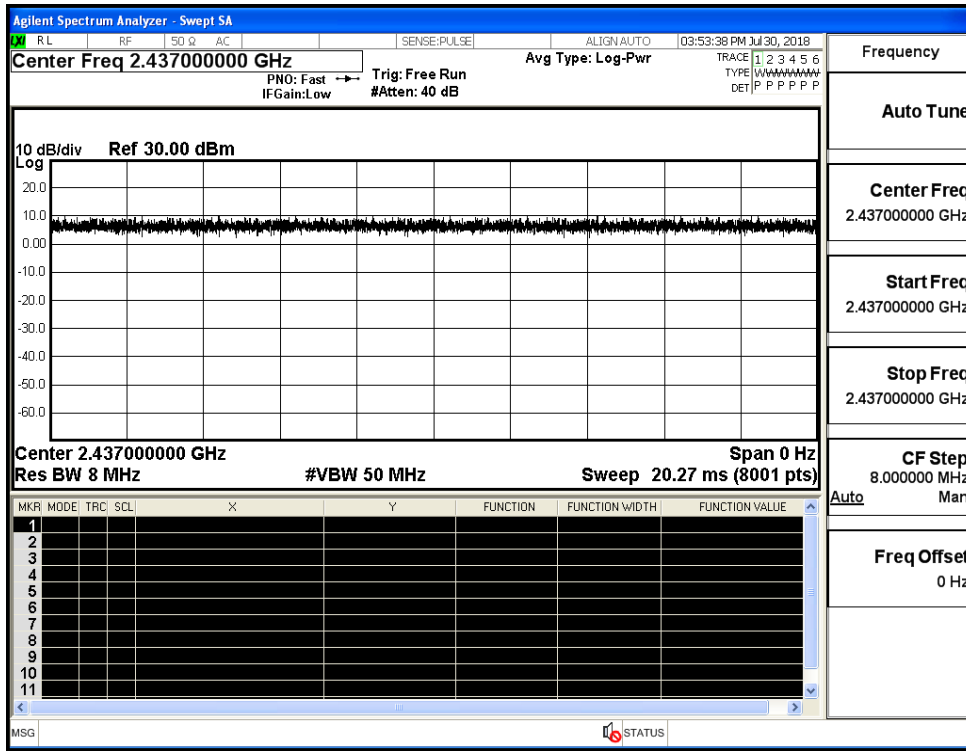 Agilent Spectrum Analyzer - Swept SA
LXI RL RF 50 Ω AC SENSE:PULSE ALIGN AUTO 03:53:38 PM Jul 30, 2018
Center Freq 2.437000000 GHz Avg Type: Log-Pwr TRACE 1 2 3 4 5 6
PNO: Fast Trig: Free Run TYPE
IFGain:Low #Atten: 40 dB DET P P P P P P
10 dB/div Ref 30.00 dBm
Log
20.0
10.0
0.00
-10.0
-20.0
-30.0
-40.0
-50.0
-60.0
Center 2.437000000 GHz Span 0 Hz
Res BW 8 MHz #VBW 50 MHz Sweep 20.27 ms (8001 pts)
MKR MODE TRC SCL X Y FUNCTION FUNCTION WIDTH FUNCTION VALUE
1
2
3
4
5
6
7
8
9
10
11
MSG STATUS
Frequency
Auto Tune
Center Freq
2.437000000 GHz
Start Freq
2.437000000 GHz
Stop Freq
2.437000000 GHz
CF Step
8.000000 MHz
Auto Man
Freq Offset
0 Hz